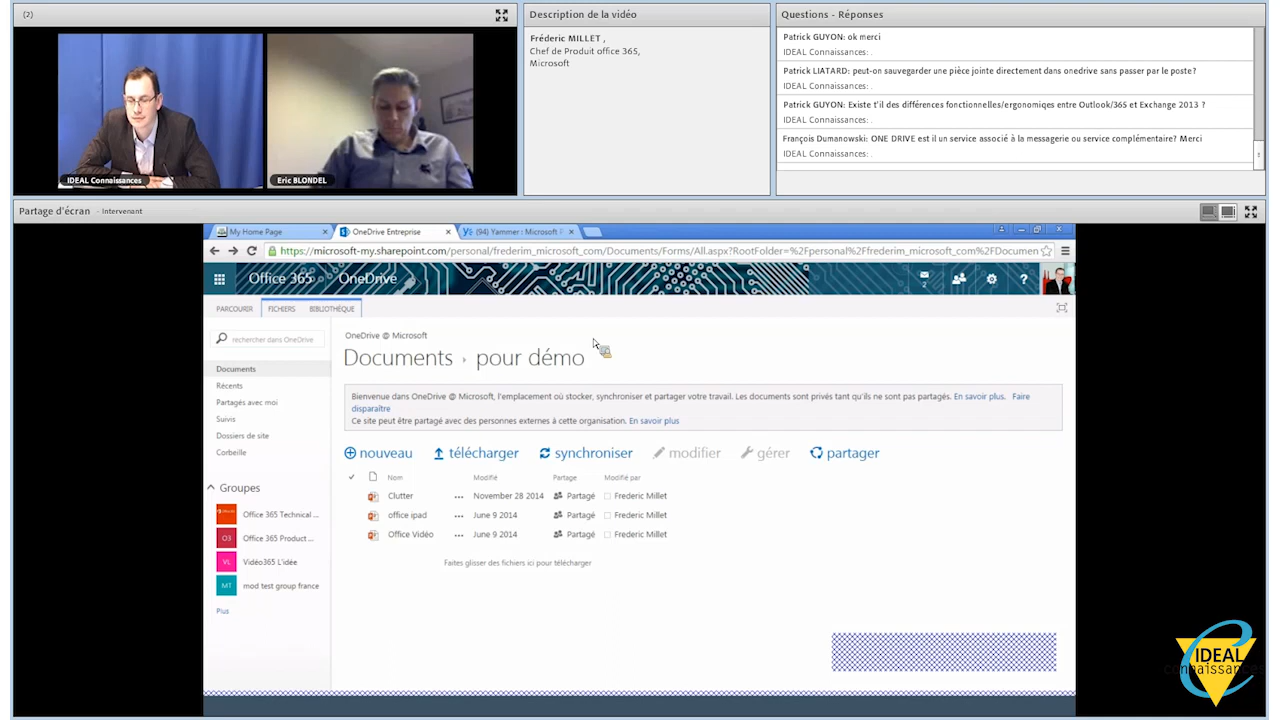 (2)
IDEAL Connaissances
Eric BLONDEL
Description de la vidéo
Fréderic MILLET ,
Chef de Produit office 365,
Microsoft
Questions - Réponses
Patrick GUYON: ok merci
IDEAL Connaissances: .
Patrick LIATARD: peut-on sauvegarder une pièce jointe directement dans onedrive sans passer par le poste?
IDEAL Connaissances: .
Patrick GUYON: Existe t'il des différences fonctionnelles/ergonomiqes entre Outlook/365 et Exchange 2013 ?
IDEAL Connaissances: .
François Dumanowski: ONE DRIVE est il un service associé à la messagerie ou service complémentaire? Merci
IDEAL Connaissances: .
Partage d'écran - Intervenant
My Home Page
OneDrive Entreprise
(94) Yammer : Microsoft F
https://microsoft-my.sharepoint.com/personal/frederim_microsoft_com/Documents/Forms/All.aspx?RootFolder=%2Fpersonal%2Ffrederim_microsoft_com%2FDocumen
Office 365
OneDrive
2
?
PARCOURIR
FICHIERS
BIBLIOTHÈQUE
rechercher dans OneDrive
Documents
Récents
Partagés avec moi
Suivis
Dossiers de site
Corbeille
Groupes
Office 365 Technical ...
O3 Office 365 Product ...
VL Vidéo365 L'idée
MT mod test group france
Plus
OneDrive @ Microsoft
Documents › pour démo
Bienvenue dans OneDrive @ Microsoft, l'emplacement où stocker, synchroniser et partager votre travail. Les documents sont privés tant qu'ils ne sont pas partagés. En savoir plus. Faire
disparaître
Ce site peut être partagé avec des personnes externes à cette organisation. En savoir plus
nouveau
télécharger
synchroniser
modifier
gérer
partager
Nom Modifié Partage Modifié par
Clutter ... November 28 2014 Partagé Frederic Millet
office ipad ... June 9 2014 Partagé Frederic Millet
Office Vidéo ... June 9 2014 Partagé Frederic Millet
Faites glisser des fichiers ici pour télécharger
IDEAL
connaissances